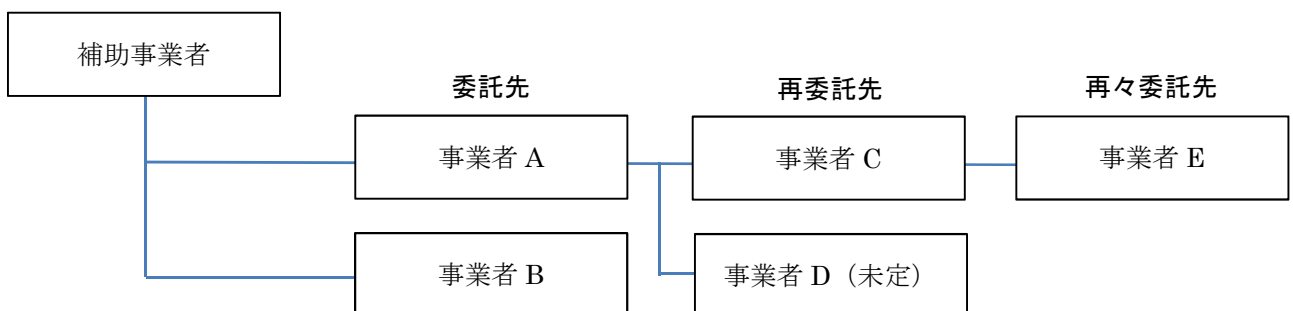 補助事業者
委託先
再委託先
再々委託先
事業者 A
事業者 C
事業者 E
事業者 B
事業者 D（未定）